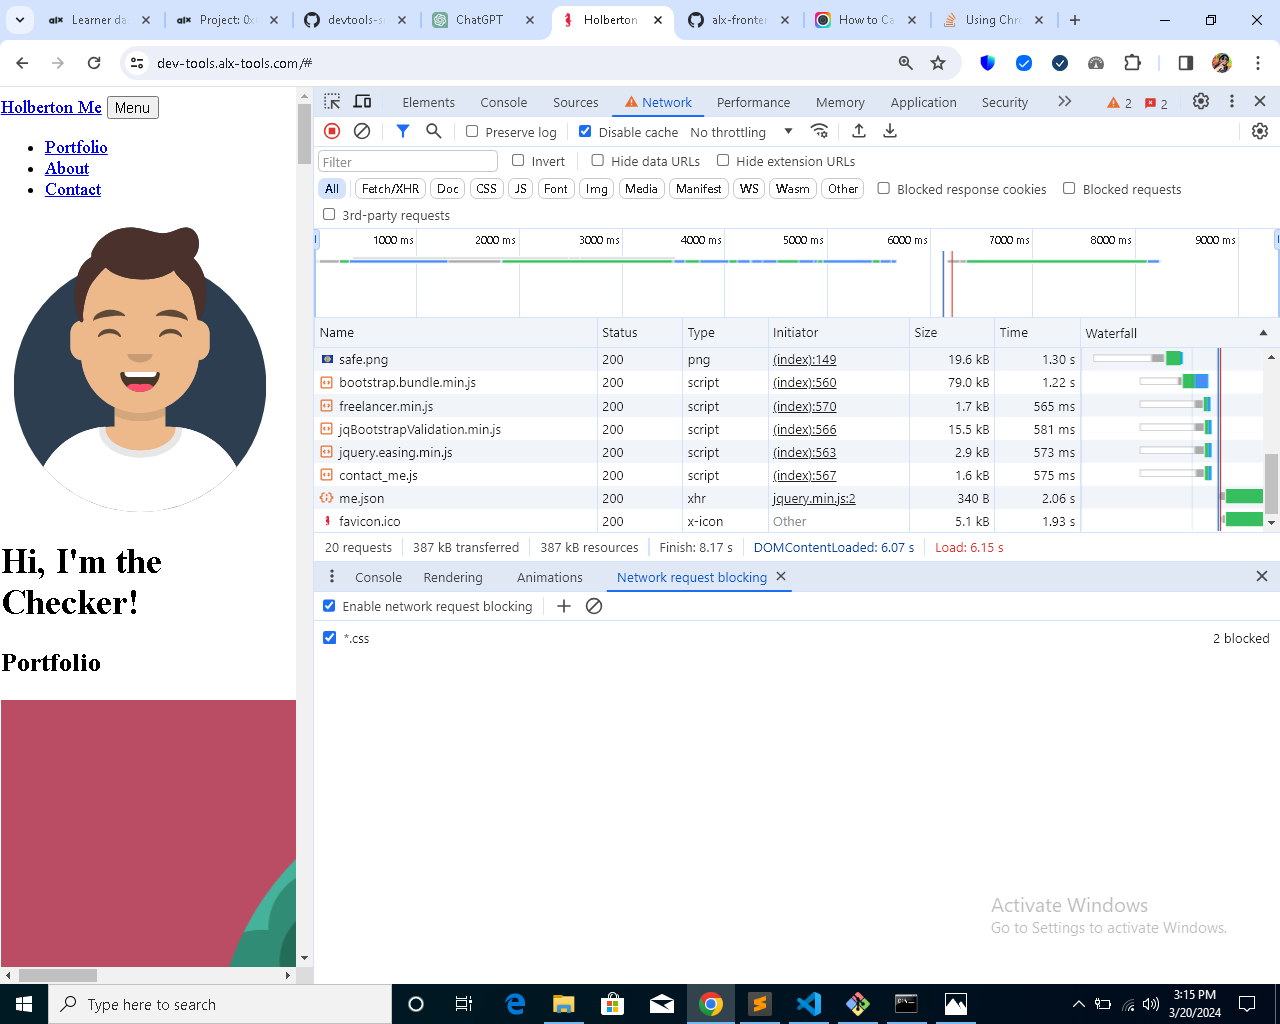 Learner da
Project: 0x
devtools-s
ChatGPT
Holberton
alx-fronter
How to Ca
Using Chr
dev-tools.alx-tools.com/#
Holberton Me Menu
Portfolio
About
Contact
Hi, I'm the
Checker!
Portfolio
Elements Console Sources Network Performance Memory Application Security 2 2
Preserve log Disable cache No throttling
Filter Invert Hide data URLs Hide extension URLs
All Fetch/XHR Doc CSS JS Font Img Media Manifest WS Wasm Other Blocked response cookies Blocked requests
3rd-party requests
1000 ms 2000 ms 3000 ms 4000 ms 5000 ms 6000 ms 7000 ms 8000 ms 9000 ms
Name Status Type Initiator Size Time Waterfall
safe.png 200 png (index):149 19.6 kB 1.30 s
bootstrap.bundle.min.js 200 script (index):560 79.0 kB 1.22 s
freelancer.min.js 200 script (index):570 1.7 kB 565 ms
jqBootstrapValidation.min.js 200 script (index):566 15.5 kB 581 ms
jquery.easing.min.js 200 script (index):563 2.9 kB 573 ms
contact_me.js 200 script (index):567 1.6 kB 575 ms
me.json 200 xhr jquery.min.js:2 340 B 2.06 s
favicon.ico 200 x-icon Other 5.1 kB 1.93 s
20 requests 387 kB transferred 387 kB resources Finish: 8.17 s DOMContentLoaded: 6.07 s Load: 6.15 s
Console Rendering Animations Network request blocking
Enable network request blocking
*.css 2 blocked
Activate Windows
Go to Settings to activate Windows.
Type here to search
3:15 PM
3/20/2024